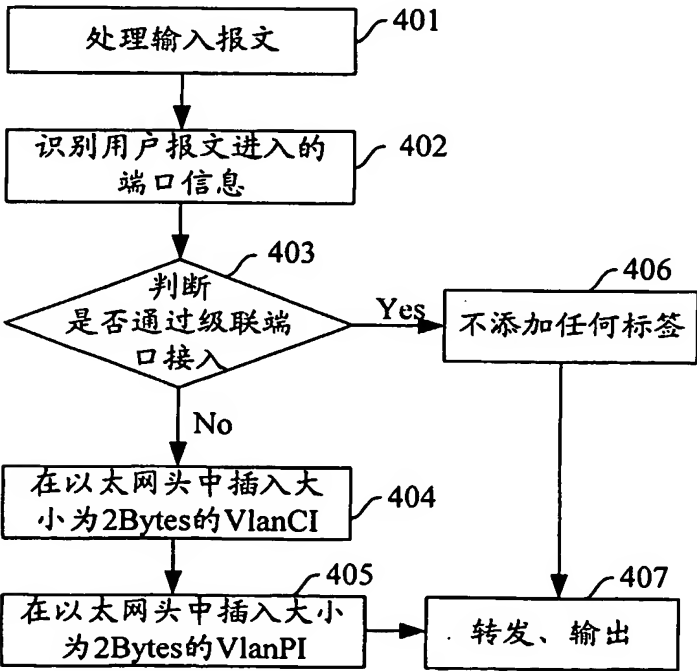 处理输入报文
401
识别用户报文进入的
端口信息
402
403
判断
是否通过级联端
口接入
Yes
406
不添加任何标签
No
在以太网头中插入大
小为2Bytes的VlanCI
404
405
在以太网头中插入大小
为2Bytes的VlanPI
407
转发、输出